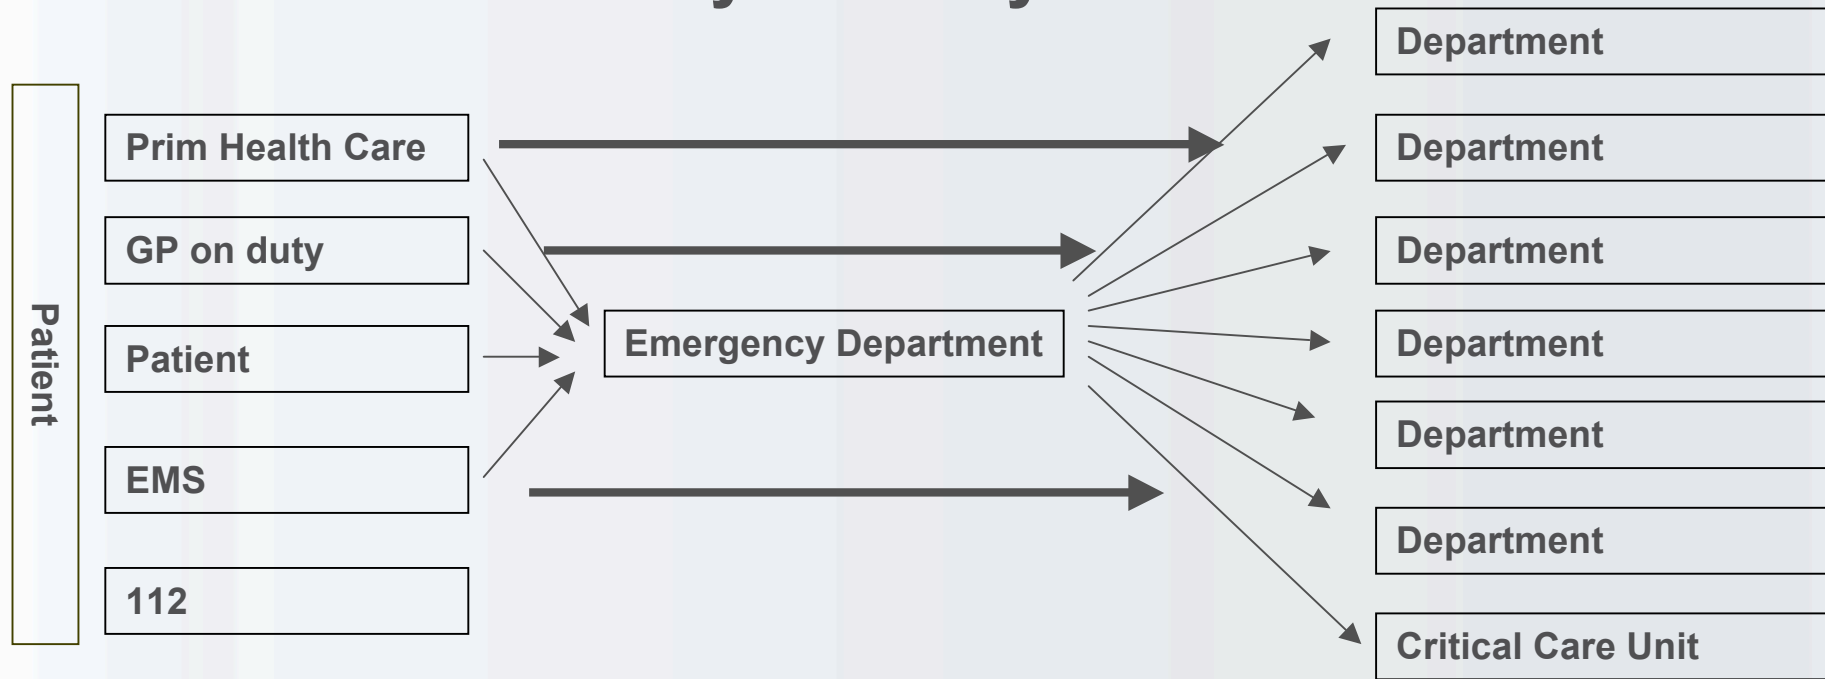 Patient
Prim Health Care
GP on duty
Patient
EMS
112
Emergency Department
Department
Department
Department
Department
Department
Department
Critical Care Unit